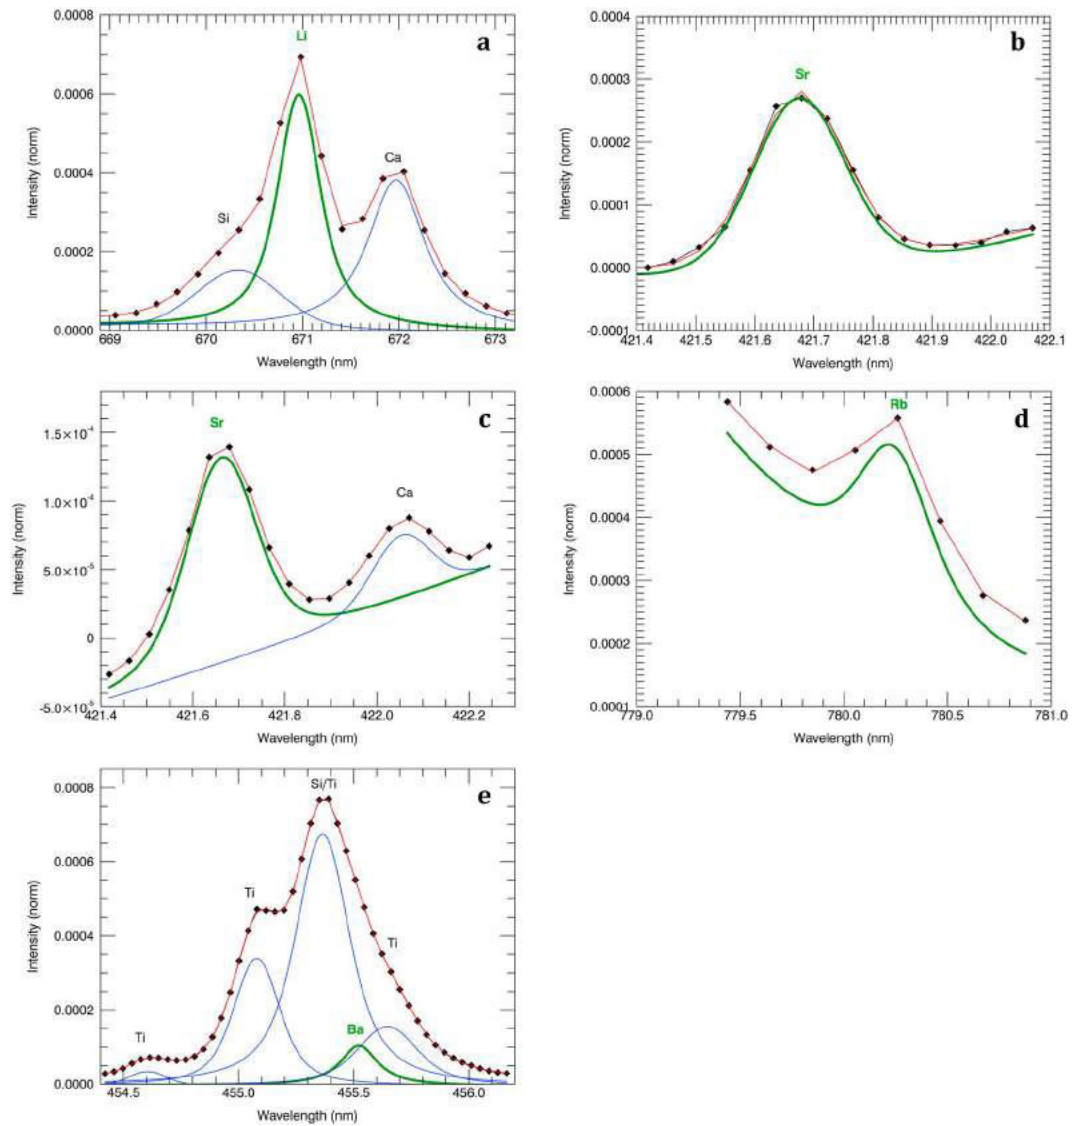 0.0008
0.0006
0.0004
0.0002
0.0000
669
670
671
672
673
Wavelength (nm)
Intensity (norm)
Si
Li
Ca
a
0.0004
0.0003
0.0002
0.0001
0.0000
-0.0001
421.4
421.5
421.6
421.7
421.8
421.9
422.0
422.1
Wavelength (nm)
Intensity (norm)
Sr
b
1.5×10⁻⁴
1.0×10⁻⁴
5.0×10⁻⁵
0
-5.0×10⁻⁵
421.4
421.6
421.8
422.0
422.2
Wavelength (nm)
Intensity (norm)
Sr
Ca
c
0.0006
0.0005
0.0004
0.0003
0.0002
0.0001
779.0
779.5
780.0
780.5
781.0
Wavelength (nm)
Intensity (norm)
Rb
d
0.0008
0.0006
0.0004
0.0002
0.0000
454.5
455.0
455.5
456.0
Wavelength (nm)
Intensity (norm)
Ti
Ti
Si/Ti
Ti
Ba
e